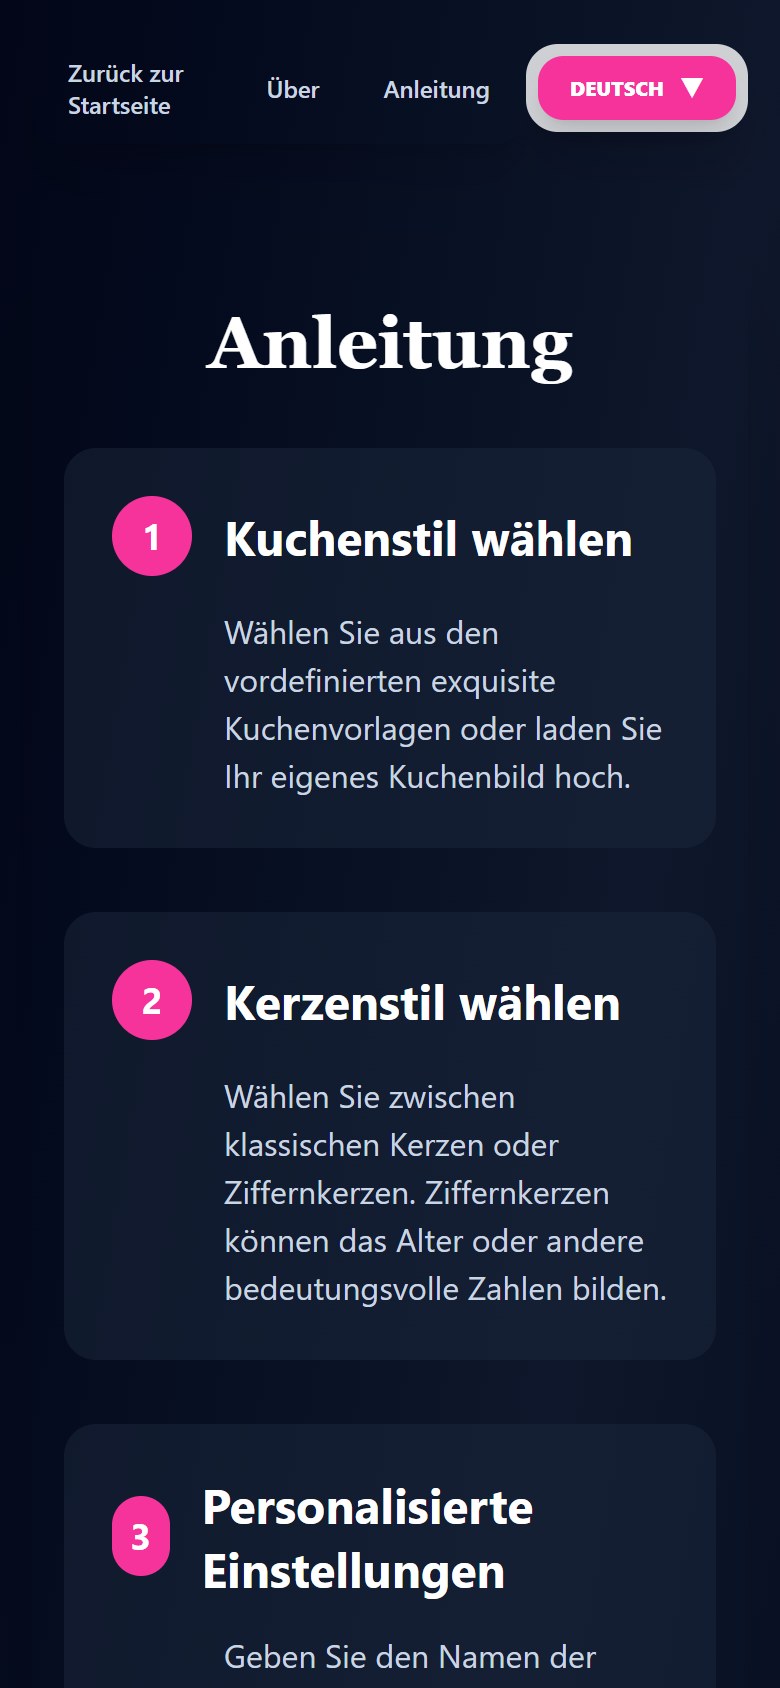 Zurück zur
Startseite
Über
Anleitung
DEUTSCH ▼
Anleitung
1
Kuchenstil wählen
Wählen Sie aus den
vordefinierten exquisite
Kuchenvorlagen oder laden Sie
Ihr eigenes Kuchenbild hoch.
2
Kerzenstil wählen
Wählen Sie zwischen
klassischen Kerzen oder
Ziffernkerzen. Ziffernkerzen
können das Alter oder andere
bedeutungsvolle Zahlen bilden.
3
Personalisierte
Einstellungen
Geben Sie den Namen der